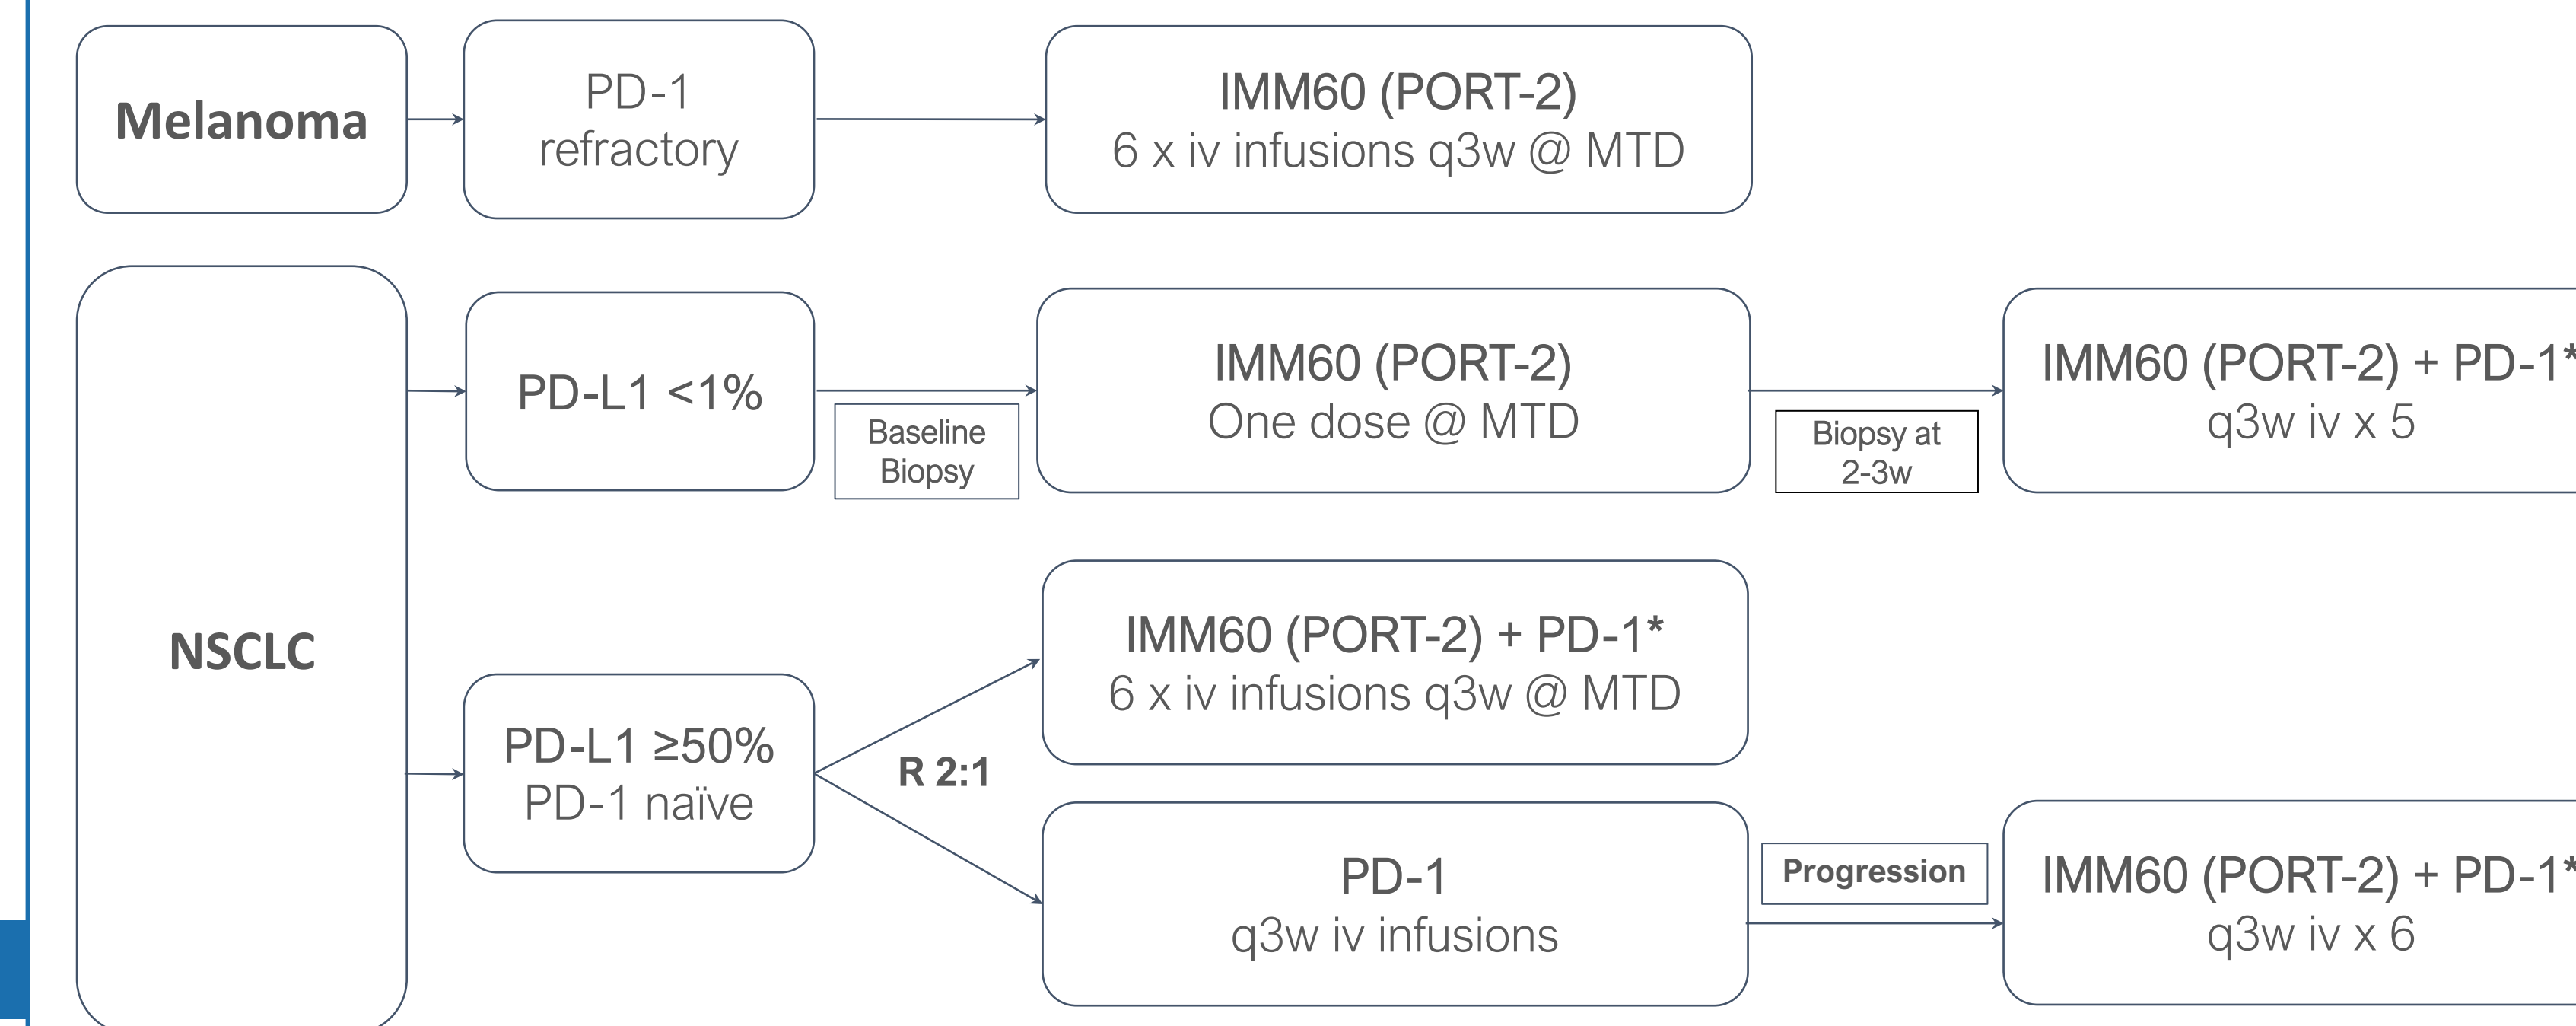 Melanoma
PD-1
refractory
IMM60 (PORT-2)
6 x iv infusions q3w @ MTD
NSCLC
PD-L1 <1%
Baseline
Biopsy
IMM60 (PORT-2)
One dose @ MTD
Biopsy at
2-3w
IMM60 (PORT-2) + PD-1*
q3w iv x 5
PD-L1 ≥50%
PD-1 naïve
R 2:1
IMM60 (PORT-2) + PD-1*
6 x iv infusions q3w @ MTD
PD-1
q3w iv infusions
Progression
IMM60 (PORT-2) + PD-1*
q3w iv x 6